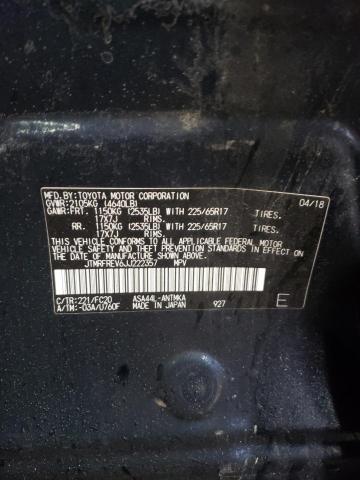 MFD.BY:TOYOTA MOTOR CORPORATION 04/18
GVWR:2105KG (4640LB)
GAWR:FRT. 1150KG (2535LB) WITH 225/65R17 TIRES.
17X7J RIMS.
RR. 1150KG (2535LB) WITH 225/65R17 TIRES.
17X7J RIMS.
THIS VEHICLE CONFORMS TO ALL APPLICABLE FEDERAL MOTOR
VEHICLE SAFETY AND BUMPER STANDARDS IN EFFECT ON
THE DATE OF MANUFACTURE SHOWN ABOVE.
JTMRFREV6JJ222357 MPV
C/TR:221/FC20 ASA44L-ANTMKA
A/TM:-03A/U760F MADE IN JAPAN 927 E